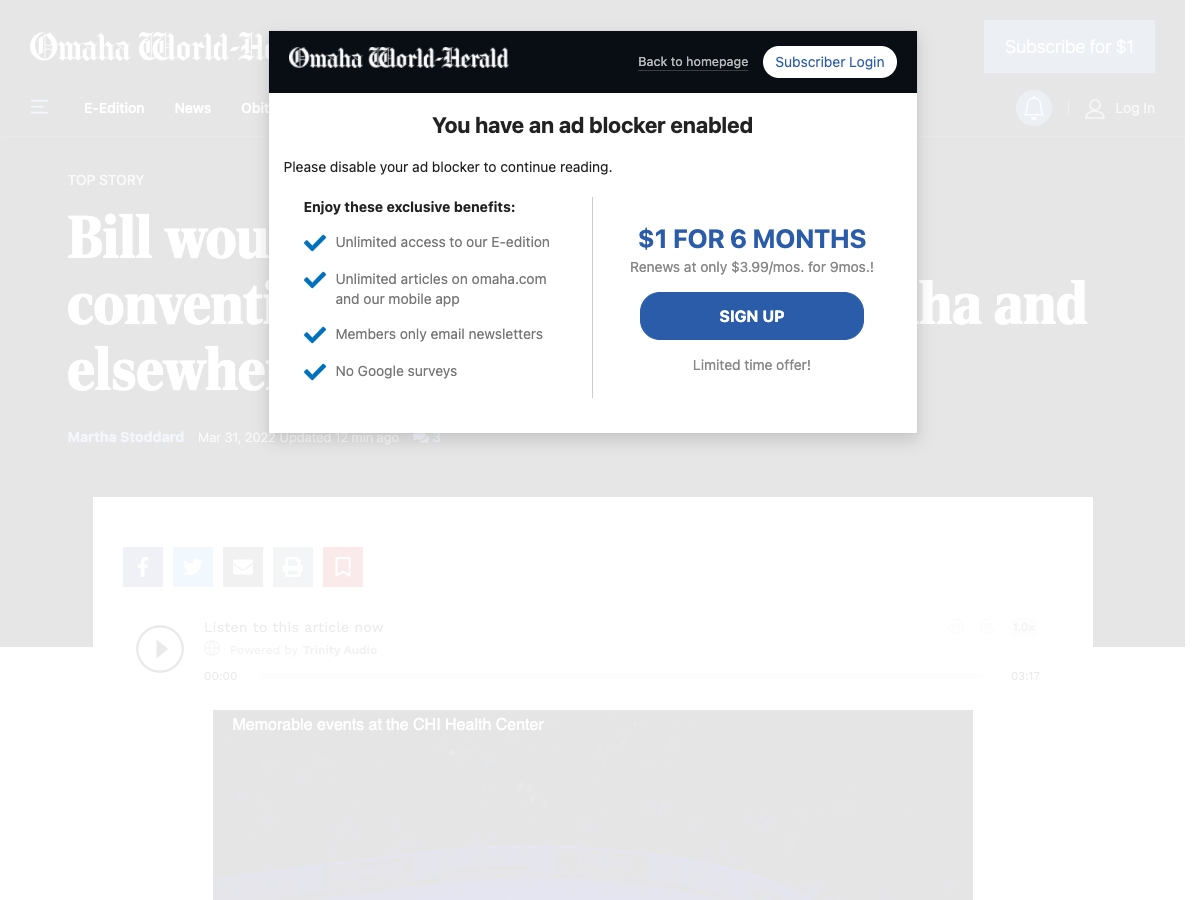 Omaha World-He
Subscribe for $1
Omaha World-Herald
Back to homepage
Subscriber Login
E-Edition
News
Obit
Log In
You have an ad blocker enabled
Please disable your ad blocker to continue reading.
Enjoy these exclusive benefits:
Unlimited access to our E-edition
Unlimited articles on omaha.com
and our mobile app
Members only email newsletters
No Google surveys
$1 FOR 6 MONTHS
Renews at only $3.99/mos. for 9mos.!
SIGN UP
Limited time offer!
TOP STORY
Bill wou
conventi
ha and
elsewhe
Martha Stoddard Mar 31, 2022 Updated 12 min ago 3
Listen to this article now
1.0x
Powered by Trinity Audio
00:00
03:17
Memorable events at the CHI Health Center